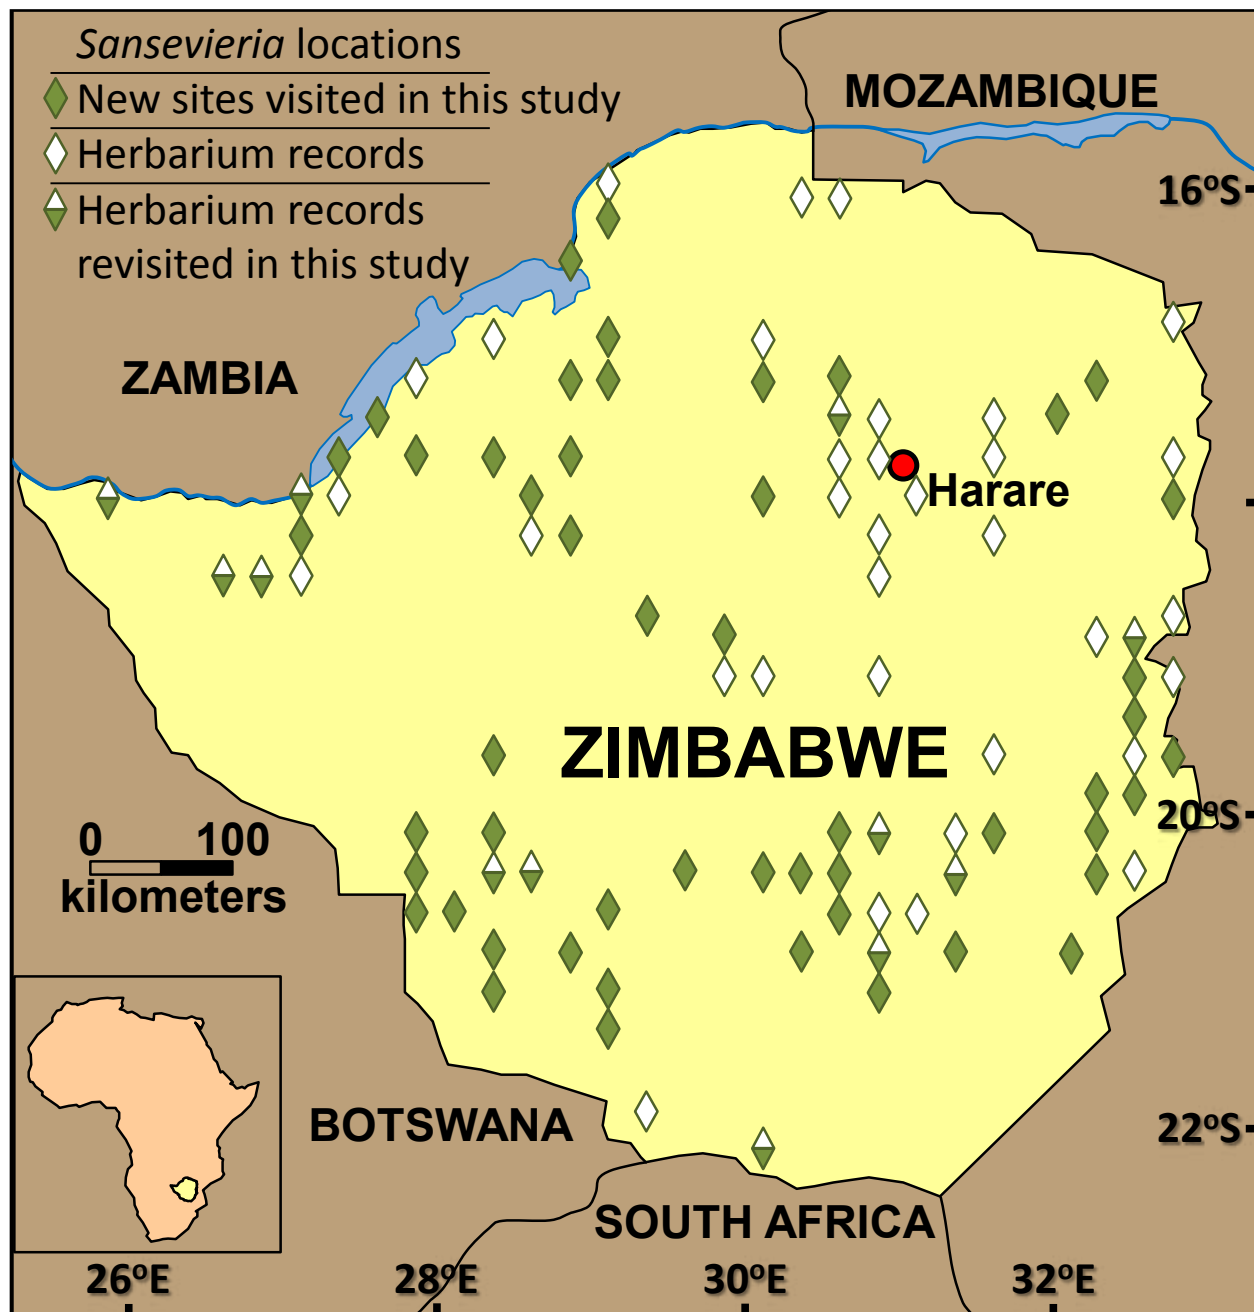 Sansevieria locations
New sites visited in this study
Herbarium records
Herbarium records
revisited in this study
MOZAMBIQUE
16ºS
ZAMBIA
Harare
ZIMBABWE
20ºS
0 100
kilometers
BOTSWANA
22ºS
SOUTH AFRICA
26ºE 28ºE 30ºE 32ºE